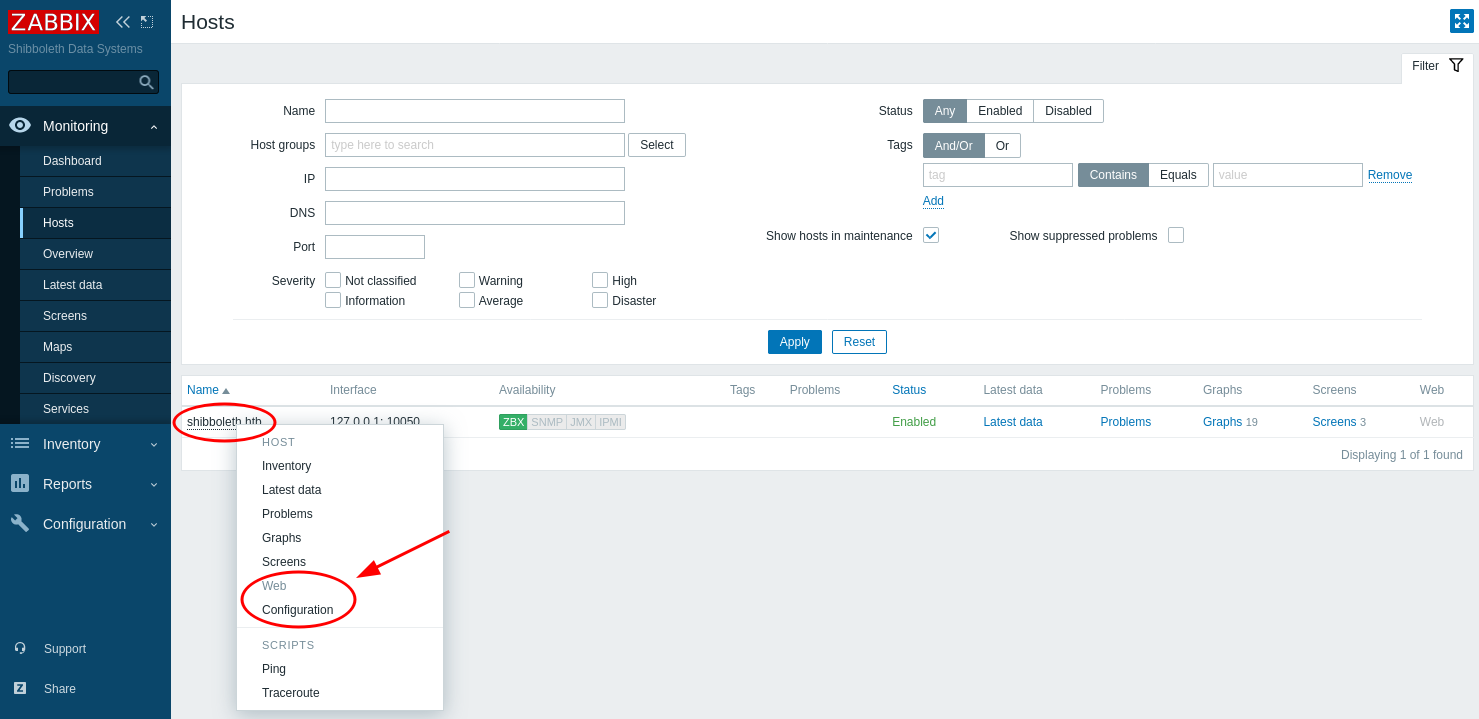 ZABBIX
Shibboleth Data Systems
Monitoring
Dashboard
Problems
Hosts
Overview
Latest data
Screens
Maps
Discovery
Services
Inventory
Reports
Configuration
Support
Share
Hosts
Filter
Name
Host groups type here to search Select
IP
DNS
Port
Severity Not classified Warning High
Information Average Disaster
Status Any Enabled Disabled
Tags And/Or Or
tag Contains Equals value Remove
Add
Show hosts in maintenance Show suppressed problems
Apply Reset
Name Interface Availability Tags Problems Status Latest data Problems Graphs Screens Web
shibboleth.htb 127.0.0.1: 10050 ZBX SNMP JMX IPMI Enabled Latest data Problems Graphs 19 Screens 3 Web
Displaying 1 of 1 found
HOST
Inventory
Latest data
Problems
Graphs
Screens
Web
Configuration
SCRIPTS
Ping
Traceroute